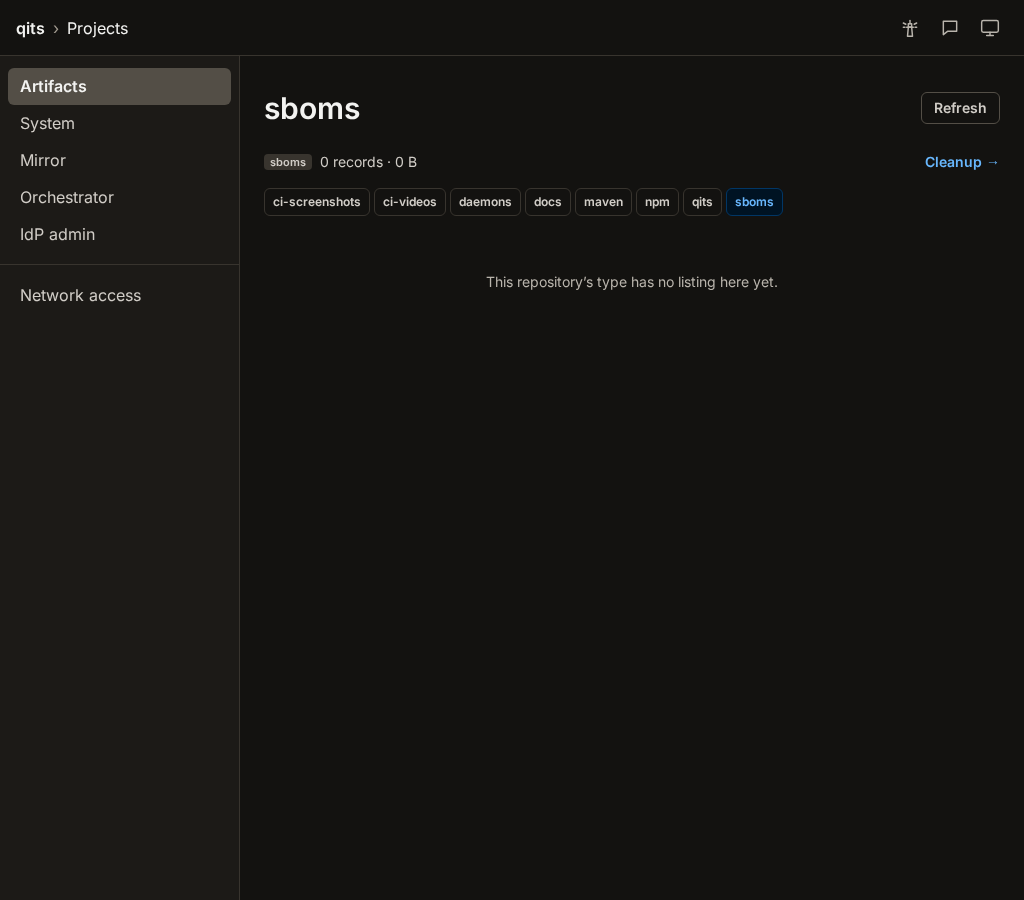 qits › Projects
Artifacts
System
Mirror
Orchestrator
IdP admin
Network access
sboms
Refresh
sboms 0 records · 0 B
Cleanup →
ci-screenshots ci-videos daemons docs maven npm qits sboms
This repository’s type has no listing here yet.